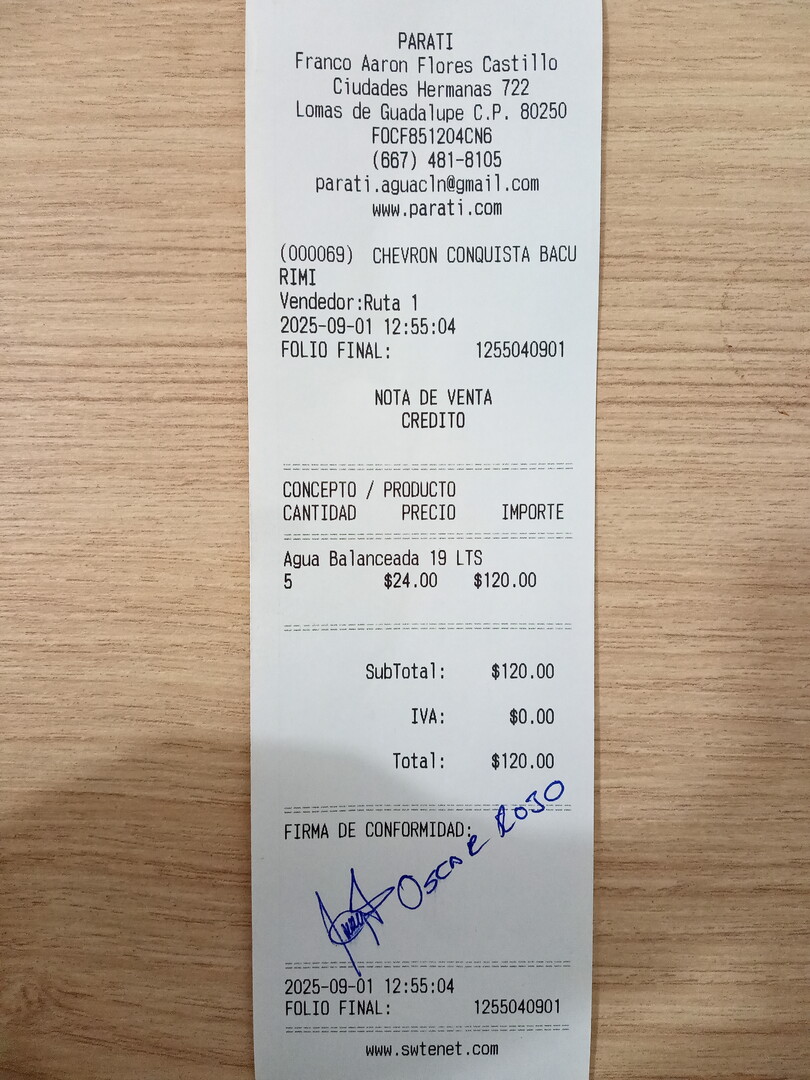 PARATI
Franco Aaron Flores Castillo
Ciudades Hermanas 722
Lomas de Guadalupe C.P. 80250
FOCF851204CN6
(667) 481-8105
parati.aguacln@gmail.com
www.parati.com
(000069) CHEVRON CONQUISTA BACU
RIMI
Vendedor:Ruta 1
2025-09-01 12:55:04
FOLIO FINAL: 1255040901
NOTA DE VENTA
CREDITO
CONCEPTO / PRODUCTO
CANTIDAD PRECIO IMPORTE
Agua Balanceada 19 LTS
5 $24.00 $120.00
SubTotal: $120.00
IVA: $0.00
Total: $120.00
FIRMA DE CONFORMIDAD:
OSCAR ROJO
2025-09-01 12:55:04
FOLIO FINAL: 1255040901
www.swtenet.com